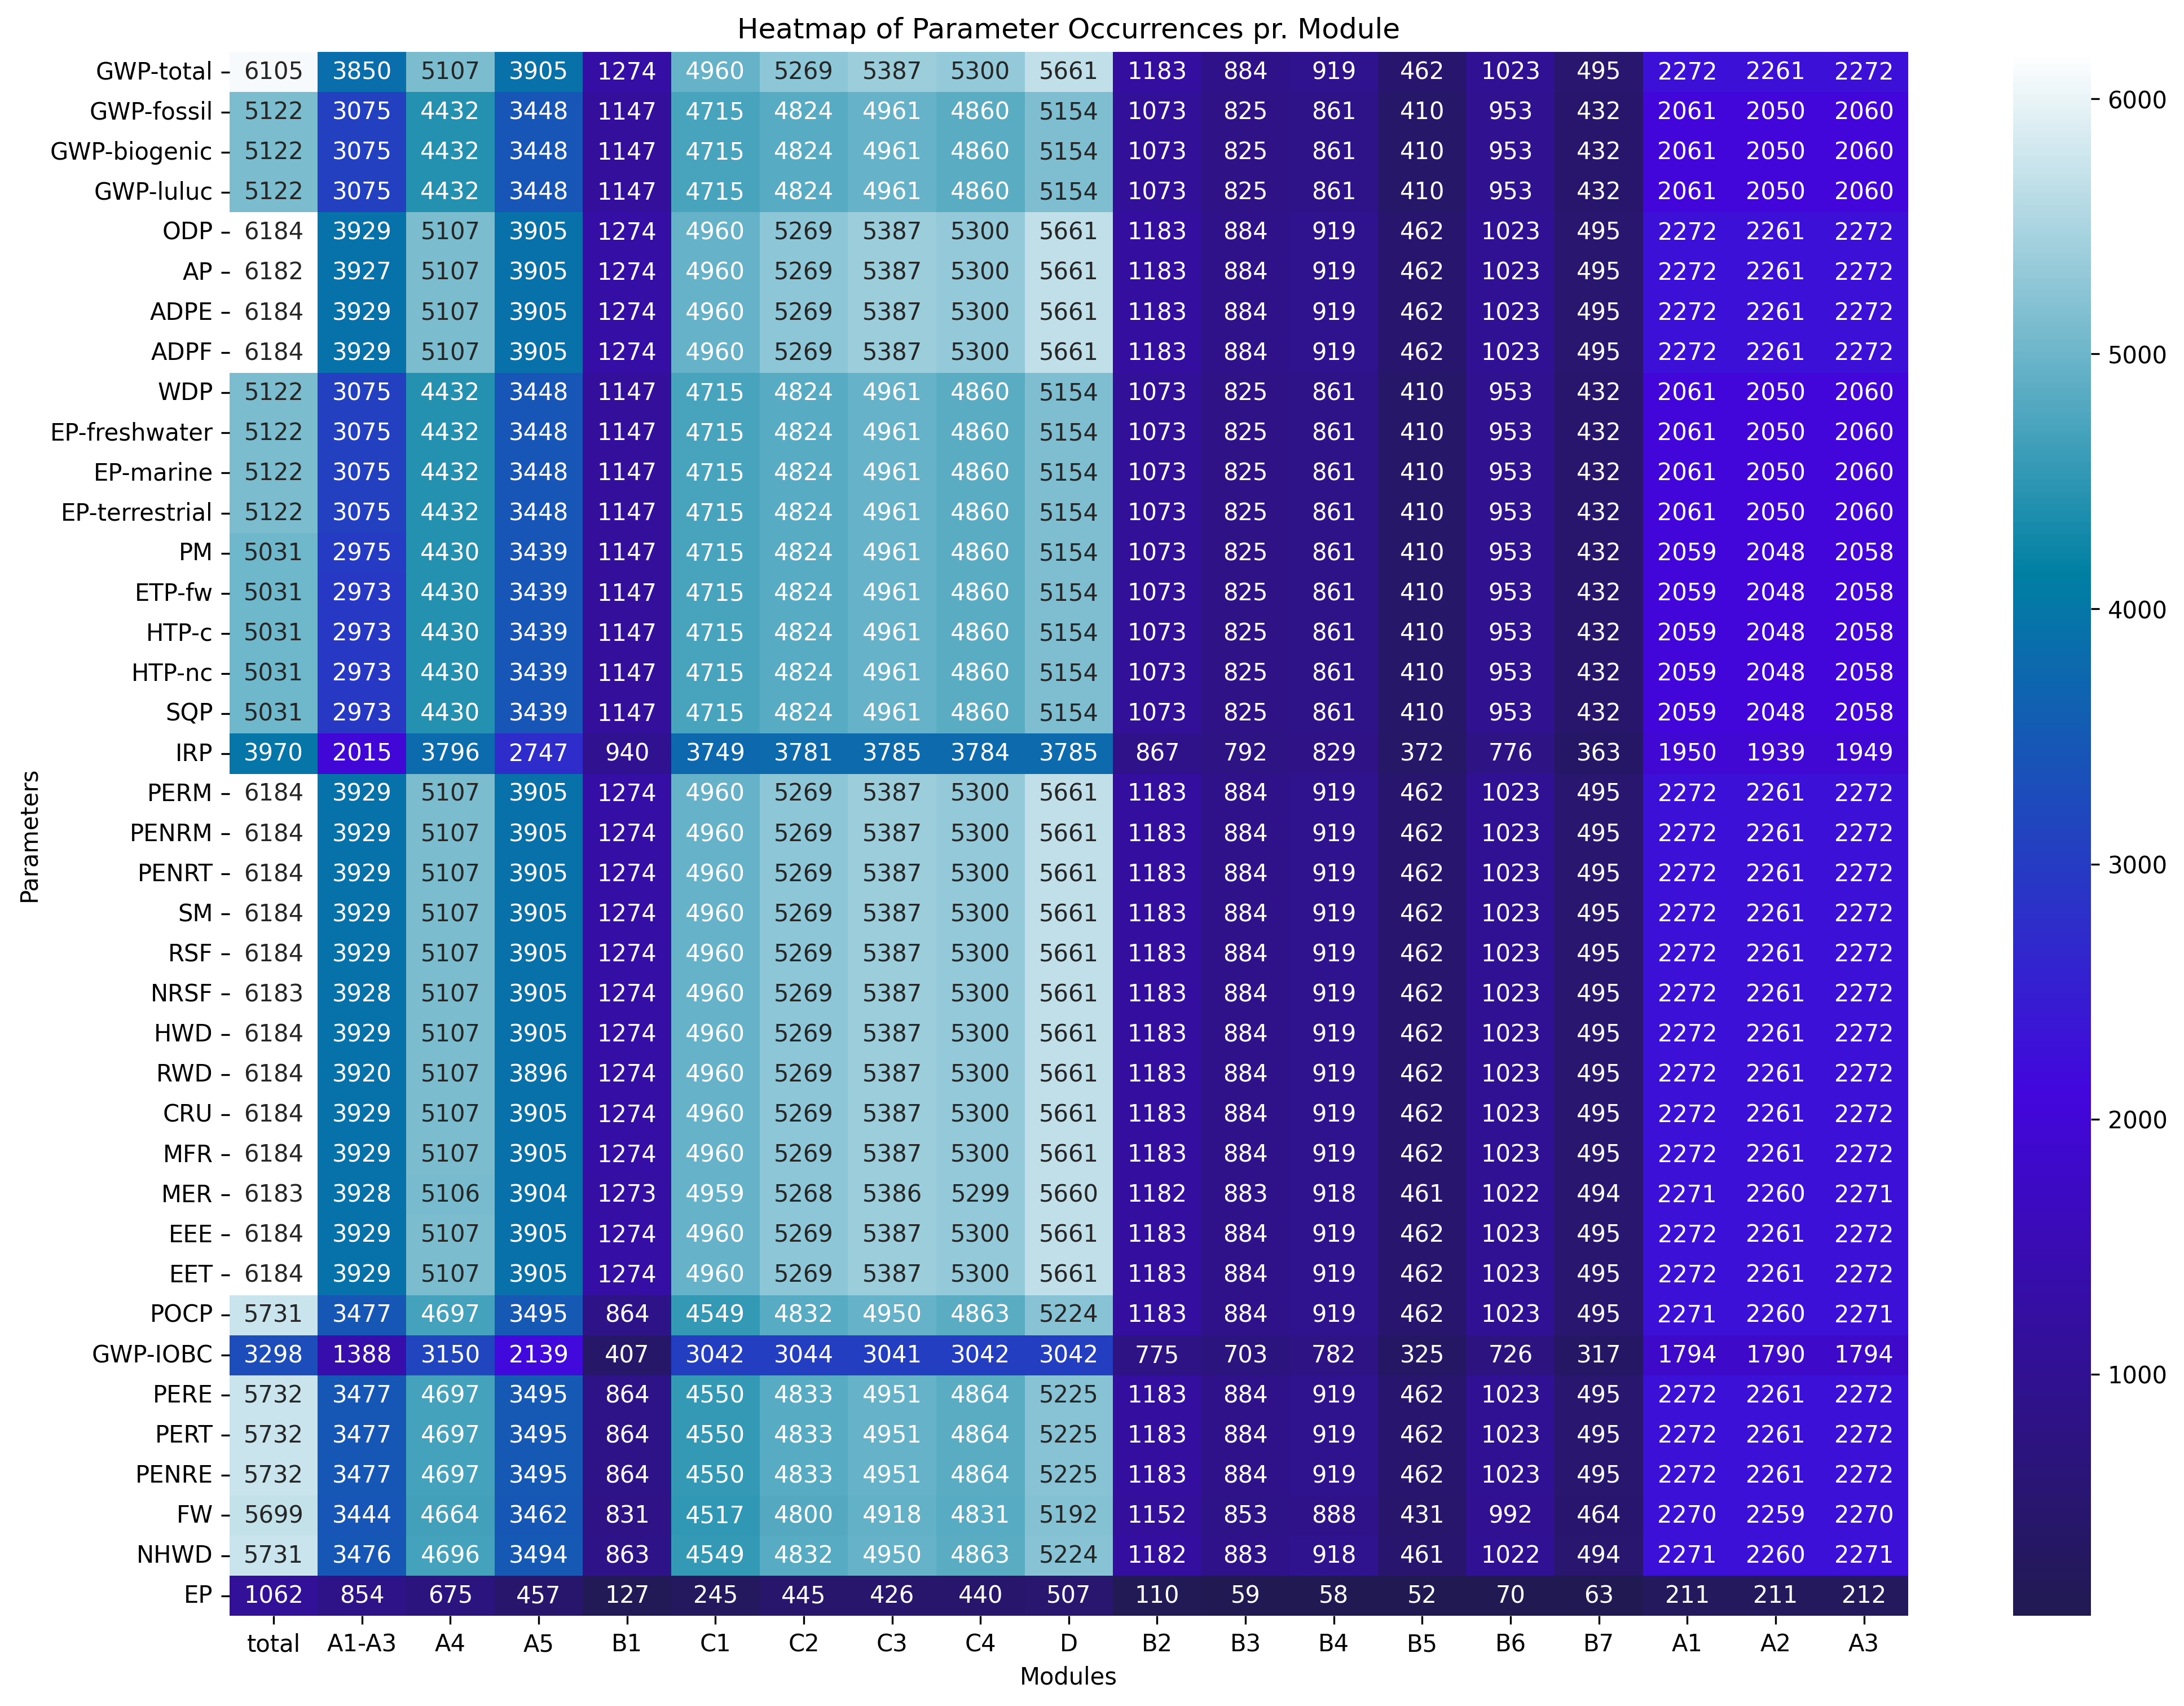 Heatmap of Parameter Occurrences pr. Module
GWP-total 6105 3850 5107 3905 1274 4960 5269 5387 5300 5661 1183 884 919 462 1023 495 2272 2261 2272
GWP-fossil 5122 3075 4432 3448 1147 4715 4824 4961 4860 5154 1073 825 861 410 953 432 2061 2050 2060
GWP-biogenic 5122 3075 4432 3448 1147 4715 4824 4961 4860 5154 1073 825 861 410 953 432 2061 2050 2060
GWP-luluc 5122 3075 4432 3448 1147 4715 4824 4961 4860 5154 1073 825 861 410 953 432 2061 2050 2060
ODP 6184 3929 5107 3905 1274 4960 5269 5387 5300 5661 1183 884 919 462 1023 495 2272 2261 2272
AP 6182 3927 5107 3905 1274 4960 5269 5387 5300 5661 1183 884 919 462 1023 495 2272 2261 2272
ADPE 6184 3929 5107 3905 1274 4960 5269 5387 5300 5661 1183 884 919 462 1023 495 2272 2261 2272
ADPF 6184 3929 5107 3905 1274 4960 5269 5387 5300 5661 1183 884 919 462 1023 495 2272 2261 2272
WDP 5122 3075 4432 3448 1147 4715 4824 4961 4860 5154 1073 825 861 410 953 432 2061 2050 2060
EP-freshwater 5122 3075 4432 3448 1147 4715 4824 4961 4860 5154 1073 825 861 410 953 432 2061 2050 2060
EP-marine 5122 3075 4432 3448 1147 4715 4824 4961 4860 5154 1073 825 861 410 953 432 2061 2050 2060
EP-terrestrial 5122 3075 4432 3448 1147 4715 4824 4961 4860 5154 1073 825 861 410 953 432 2061 2050 2060
PM 5031 2975 4430 3439 1147 4715 4824 4961 4860 5154 1073 825 861 410 953 432 2059 2048 2058
ETP-fw 5031 2973 4430 3439 1147 4715 4824 4961 4860 5154 1073 825 861 410 953 432 2059 2048 2058
HTP-c 5031 2973 4430 3439 1147 4715 4824 4961 4860 5154 1073 825 861 410 953 432 2059 2048 2058
HTP-nc 5031 2973 4430 3439 1147 4715 4824 4961 4860 5154 1073 825 861 410 953 432 2059 2048 2058
SQP 5031 2973 4430 3439 1147 4715 4824 4961 4860 5154 1073 825 861 410 953 432 2059 2048 2058
IRP 3970 2015 3796 2747 940 3749 3781 3785 3784 3785 867 792 829 372 776 363 1950 1939 1949
PERM 6184 3929 5107 3905 1274 4960 5269 5387 5300 5661 1183 884 919 462 1023 495 2272 2261 2272
PENRM 6184 3929 5107 3905 1274 4960 5269 5387 5300 5661 1183 884 919 462 1023 495 2272 2261 2272
PENRT 6184 3929 5107 3905 1274 4960 5269 5387 5300 5661 1183 884 919 462 1023 495 2272 2261 2272
SM 6184 3929 5107 3905 1274 4960 5269 5387 5300 5661 1183 884 919 462 1023 495 2272 2261 2272
RSF 6184 3929 5107 3905 1274 4960 5269 5387 5300 5661 1183 884 919 462 1023 495 2272 2261 2272
NRSF 6183 3928 5107 3905 1274 4960 5269 5387 5300 5661 1183 884 919 462 1023 495 2272 2261 2272
HWD 6184 3929 5107 3905 1274 4960 5269 5387 5300 5661 1183 884 919 462 1023 495 2272 2261 2272
RWD 6184 3920 5107 3896 1274 4960 5269 5387 5300 5661 1183 884 919 462 1023 495 2272 2261 2272
CRU 6184 3929 5107 3905 1274 4960 5269 5387 5300 5661 1183 884 919 462 1023 495 2272 2261 2272
MFR 6184 3929 5107 3905 1274 4960 5269 5387 5300 5661 1183 884 919 462 1023 495 2272 2261 2272
MER 6183 3928 5106 3904 1273 4959 5268 5386 5299 5660 1182 883 918 461 1022 494 2271 2260 2271
EEE 6184 3929 5107 3905 1274 4960 5269 5387 5300 5661 1183 884 919 462 1023 495 2272 2261 2272
EET 6184 3929 5107 3905 1274 4960 5269 5387 5300 5661 1183 884 919 462 1023 495 2272 2261 2272
POCP 5731 3477 4697 3495 864 4549 4832 4950 4863 5224 1183 884 919 462 1023 495 2271 2260 2271
GWP-IOBC 3298 1388 3150 2139 407 3042 3044 3041 3042 3042 775 703 782 325 726 317 1794 1790 1794
PERE 5732 3477 4697 3495 864 4550 4833 4951 4864 5225 1183 884 919 462 1023 495 2272 2261 2272
PERT 5732 3477 4697 3495 864 4550 4833 4951 4864 5225 1183 884 919 462 1023 495 2272 2261 2272
PENRE 5732 3477 4697 3495 864 4550 4833 4951 4864 5225 1183 884 919 462 1023 495 2272 2261 2272
FW 5699 3444 4664 3462 831 4517 4800 4918 4831 5192 1152 853 888 431 992 464 2270 2259 2270
NHWD 5731 3476 4696 3494 863 4549 4832 4950 4863 5224 1182 883 918 461 1022 494 2271 2260 2271
EP 1062 854 675 457 127 245 445 426 440 507 110 59 58 52 70 63 211 211 212
total A1-A3 A4 A5 B1 C1 C2 C3 C4 D B2 B3 B4 B5 B6 B7 A1 A2 A3
Modules
Parameters
6000
5000
4000
3000
2000
1000